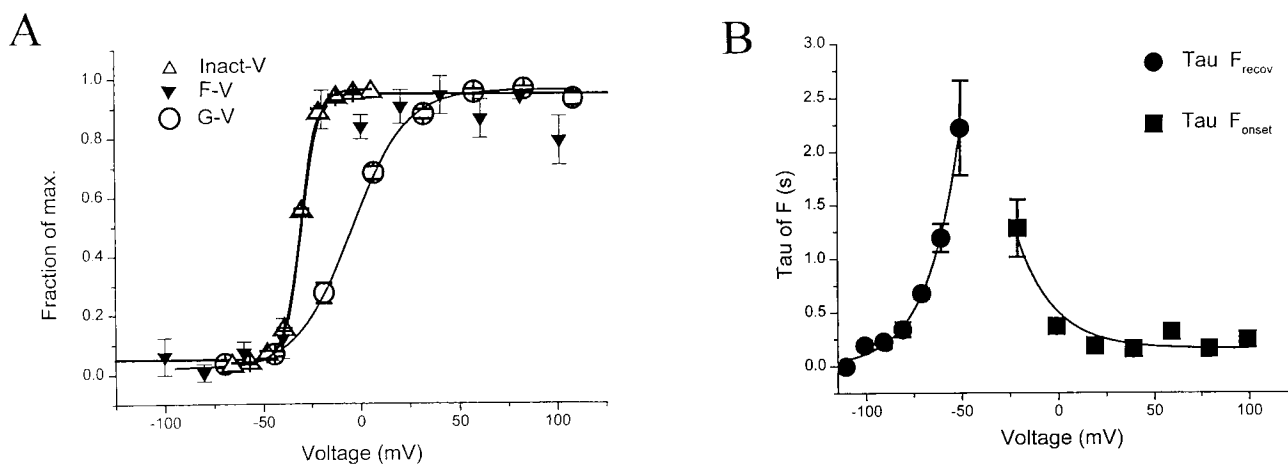 A
Inact-V
F-V
G-V
1.0
0.8
0.6
0.4
0.2
0.0
Fraction of max.
-100
-50
0
50
100
Voltage (mV)
B
Tau F recov
Tau F onset
3.0
2.5
2.0
1.5
1.0
0.5
0.0
Tau of F (s)
-100
-50
0
50
100
Voltage (mV)